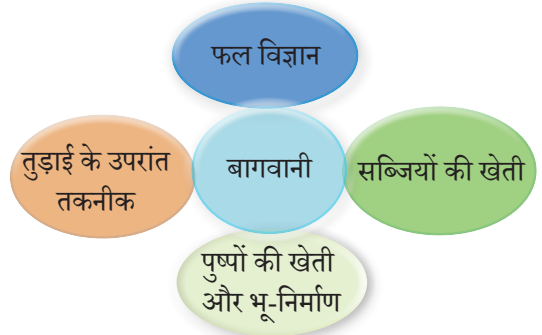 फल विज्ञान
तुड़ाई के उपरांत
तकनीक
बागवानी
सब्जियों की खेती
पुष्पों की खेती
और भू-निर्माण